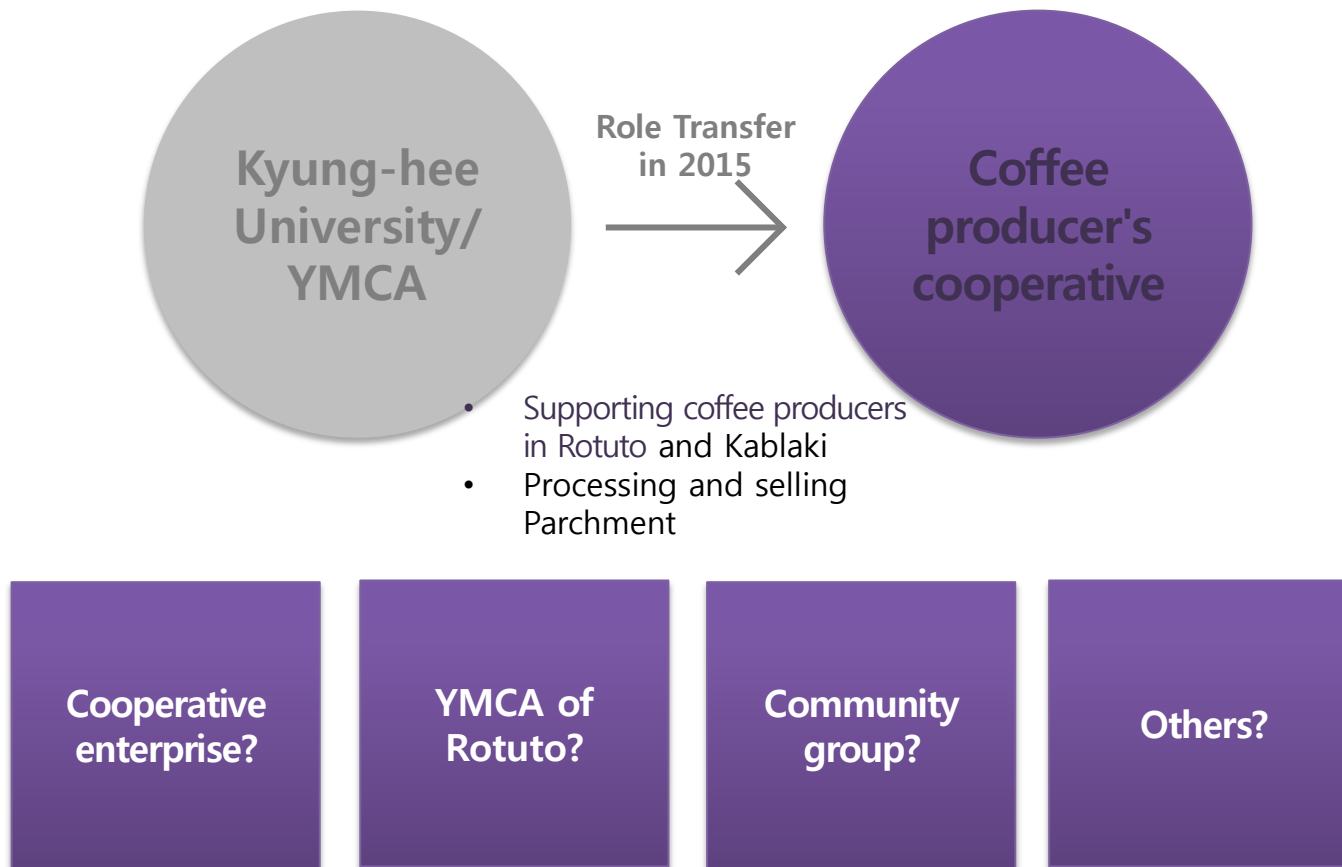 Kyung-hee
University/
YMCA
Role Transfer
in 2015
Coffee
producer's
cooperative
• Supporting coffee producers
in Rotuto and Kablaki
• Processing and selling
Parchment
Cooperative
enterprise?
YMCA of
Rotuto?
Community
group?
Others?